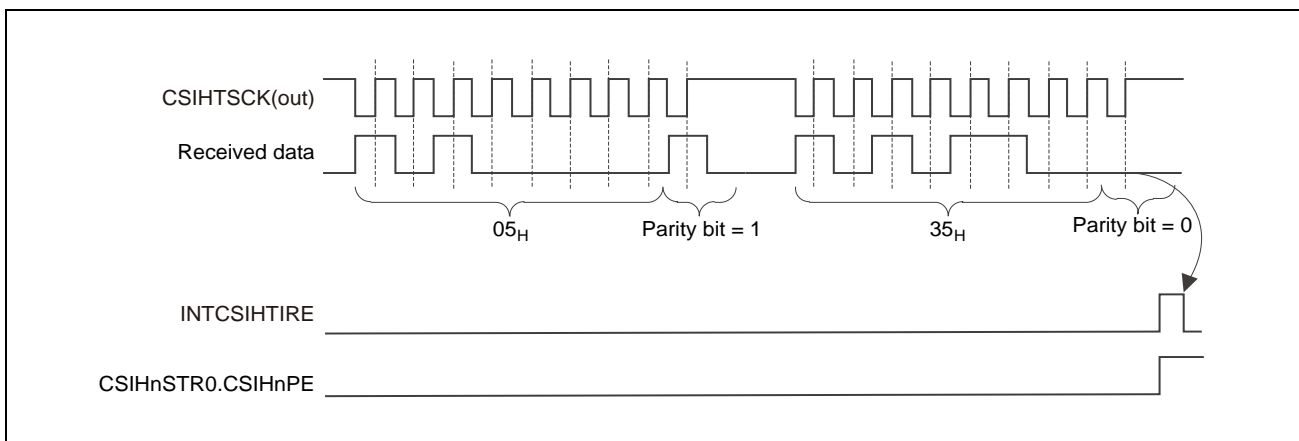 CSIHTSCK(out)
Received data
05H
Parity bit = 1
35H
Parity bit = 0
INTCSIHTIRE
CSIHnSTR0.CSIHnPE